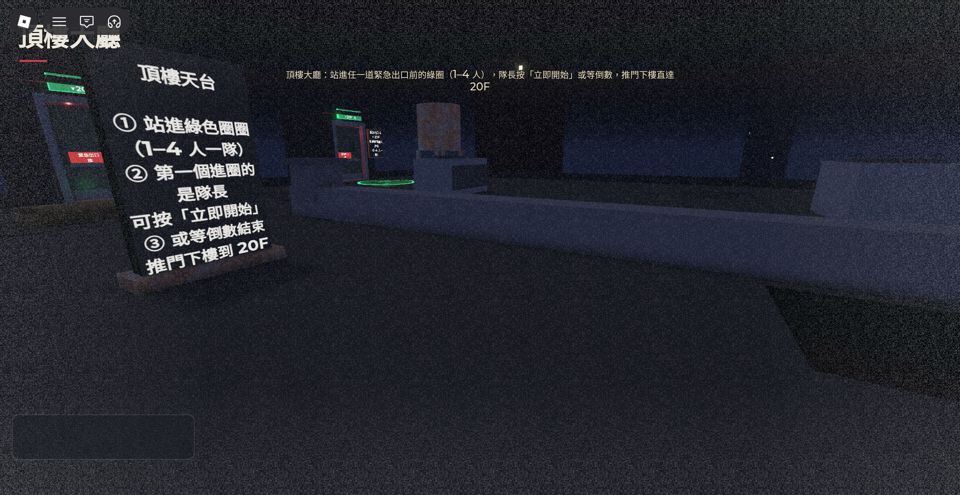 頂樓大廳
頂樓大廳：站進任一道緊急出口前的綠圈（1–4 人），隊長按「立即開始」或等倒數，推門下樓直達
20F
頂樓天台
① 站進綠色圈圈
（1–4 人一隊）
② 第一個進圈的
是隊長
可按「立即開始」
③ 或等倒數結束
推門下樓到 20F
緊急出口